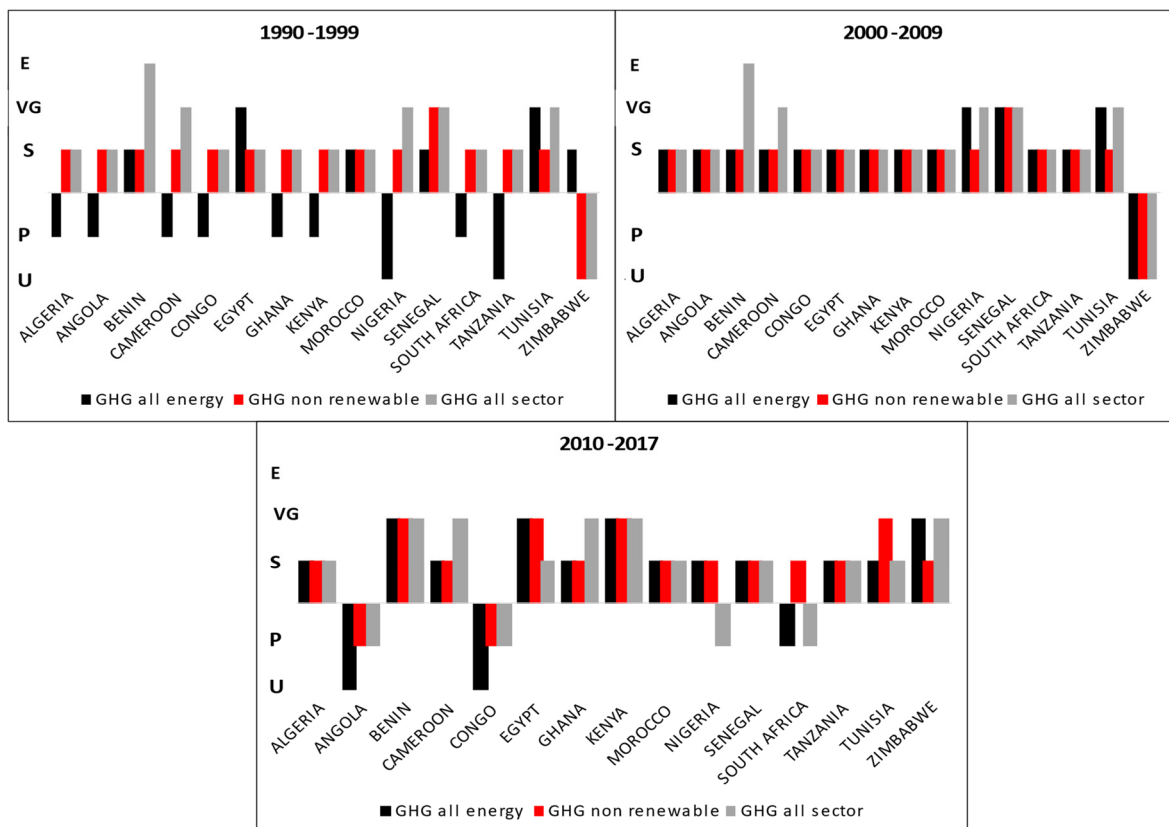 1990 -1999
E
VG
S
P
U
ALGERIA
ANGOLA
BENIN
CAMEROON
CONGO
EGYPT
GHANA
KENYA
MOROCCO
NIGERIA
SENEGAL
SOUTH AFRICA
TANZANIA
TUNISIA
ZIMBABWE
GHG all energy GHG non renewable GHG all sector
2000 -2009
E
VG
S
P
U
ALGERIA
ANGOLA
BENIN
CAMEROON
CONGO
EGYPT
GHANA
KENYA
MOROCCO
NIGERIA
SENEGAL
SOUTH AFRICA
TANZANIA
TUNISIA
ZIMBABWE
GHG all energy GHG non renewable GHG all sector
2010 -2017
E
VG
S
P
U
ALGERIA
ANGOLA
BENIN
CAMEROON
CONGO
EGYPT
GHANA
KENYA
MOROCCO
NIGERIA
SENEGAL
SOUTH AFRICA
TANZANIA
TUNISIA
ZIMBABWE
GHG all energy GHG non renewable GHG all sector